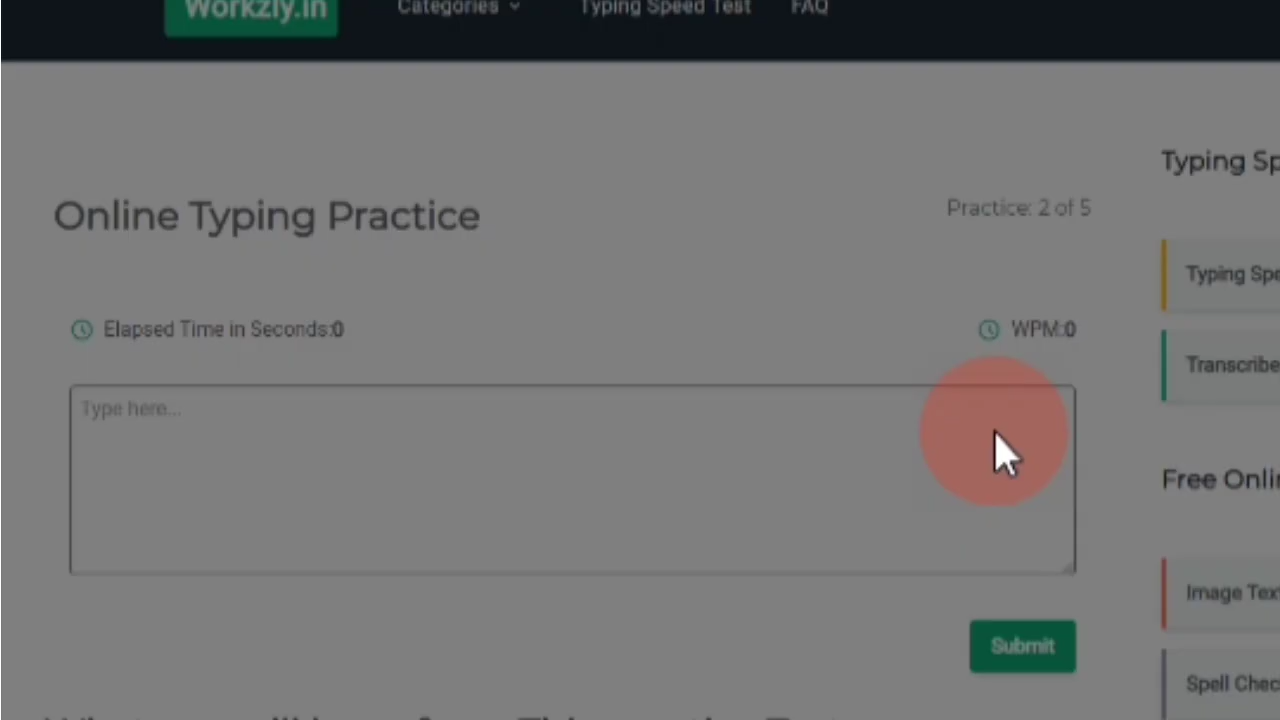 Workzly.in
Categories
Typing Speed Test
FAQ
Online Typing Practice
Practice: 2 of 5
Elapsed Time in Seconds:0
WPM:0
Type here...
Submit
Typing Sp
Typing Spe
Transcribe
Free Onli
Image Tex
Spell Chec